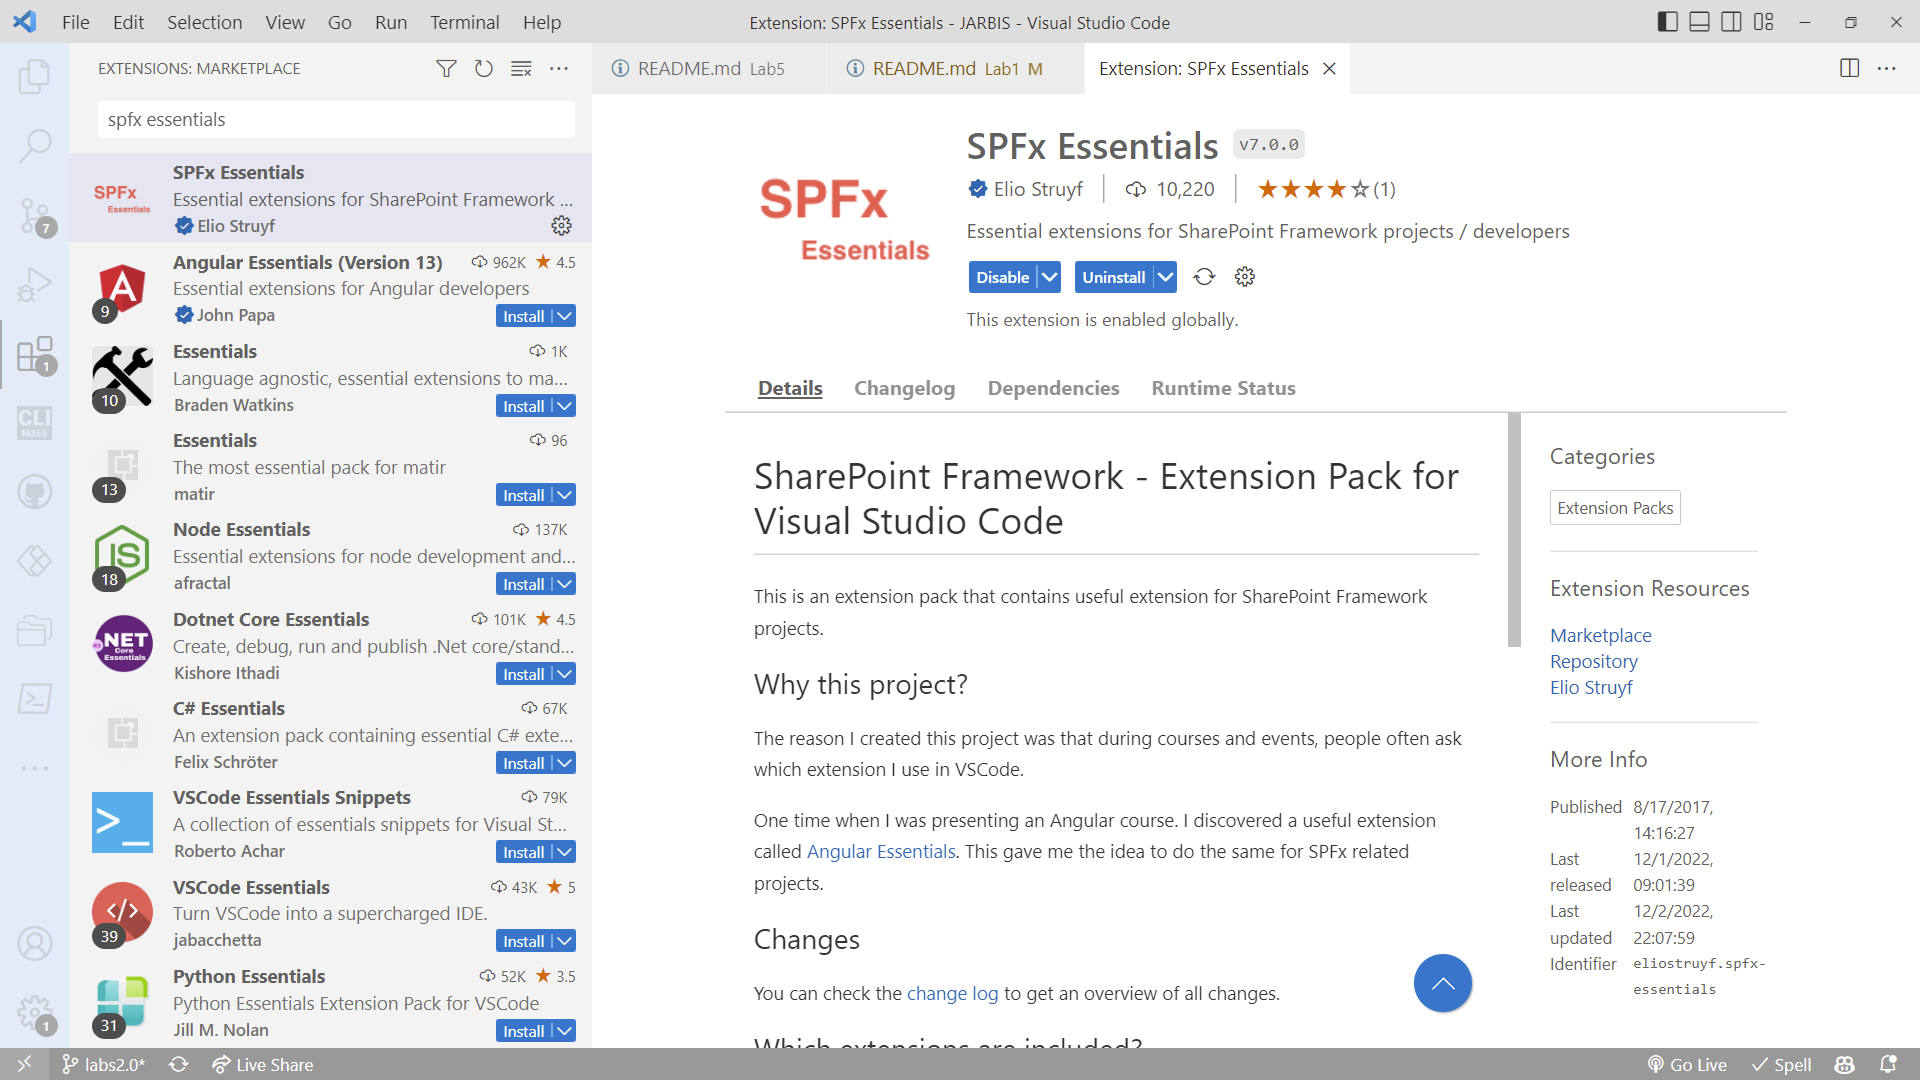 File Edit Selection View Go Run Terminal Help
Extension: SPFx Essentials - JARBIS - Visual Studio Code
EXTENSIONS: MARKETPLACE
spfx essentials
SPFx Essentials
SPFx Essentials
Essential extensions for SharePoint Framework ...
Elio Struyf
Angular Essentials (Version 13) 962K 4.5
Essential extensions for Angular developers
9 John Papa Install
Essentials 1K
Language agnostic, essential extensions to ma...
10 Braden Watkins Install
Essentials 96
The most essential pack for matir
13 matir Install
Node Essentials 137K
Essential extensions for node development and...
18 afractal Install
Dotnet Core Essentials 101K 4.5
.NET Core Essentials
Create, debug, run and publish .Net core/stand...
Kishore Ithadi Install
C# Essentials 67K
An extension pack containing essential C# exte...
Felix Schröter Install
VSCode Essentials Snippets 79K
A collection of essentials snippets for Visual St...
Roberto Achar Install
VSCode Essentials 43K 5
Turn VSCode into a supercharged IDE.
39 jabacchetta Install
Python Essentials 52K 3.5
Python Essentials Extension Pack for VSCode
31 Jill M. Nolan Install
7
1
CLI
M365
1
README.md Lab5
README.md Lab1 M
Extension: SPFx Essentials
SPFx
Essentials
SPFx Essentials v7.0.0
Elio Struyf 10,220 (1)
Essential extensions for SharePoint Framework projects / developers
Disable Uninstall
This extension is enabled globally.
Details Changelog Dependencies Runtime Status
SharePoint Framework - Extension Pack for
Visual Studio Code
This is an extension pack that contains useful extension for SharePoint Framework
projects.
Why this project?
The reason I created this project was that during courses and events, people often ask
which extension I use in VSCode.
One time when I was presenting an Angular course. I discovered a useful extension
called Angular Essentials. This gave me the idea to do the same for SPFx related
projects.
Changes
You can check the change log to get an overview of all changes.
Which extensions are included?
Categories
Extension Packs
Extension Resources
Marketplace
Repository
Elio Struyf
More Info
Published 8/17/2017,
14:16:27
Last 12/1/2022,
released 09:01:39
Last 12/2/2022,
updated 22:07:59
Identifier eliostruyf.spfx-
essentials
labs2.0* Live Share
Go Live Spell